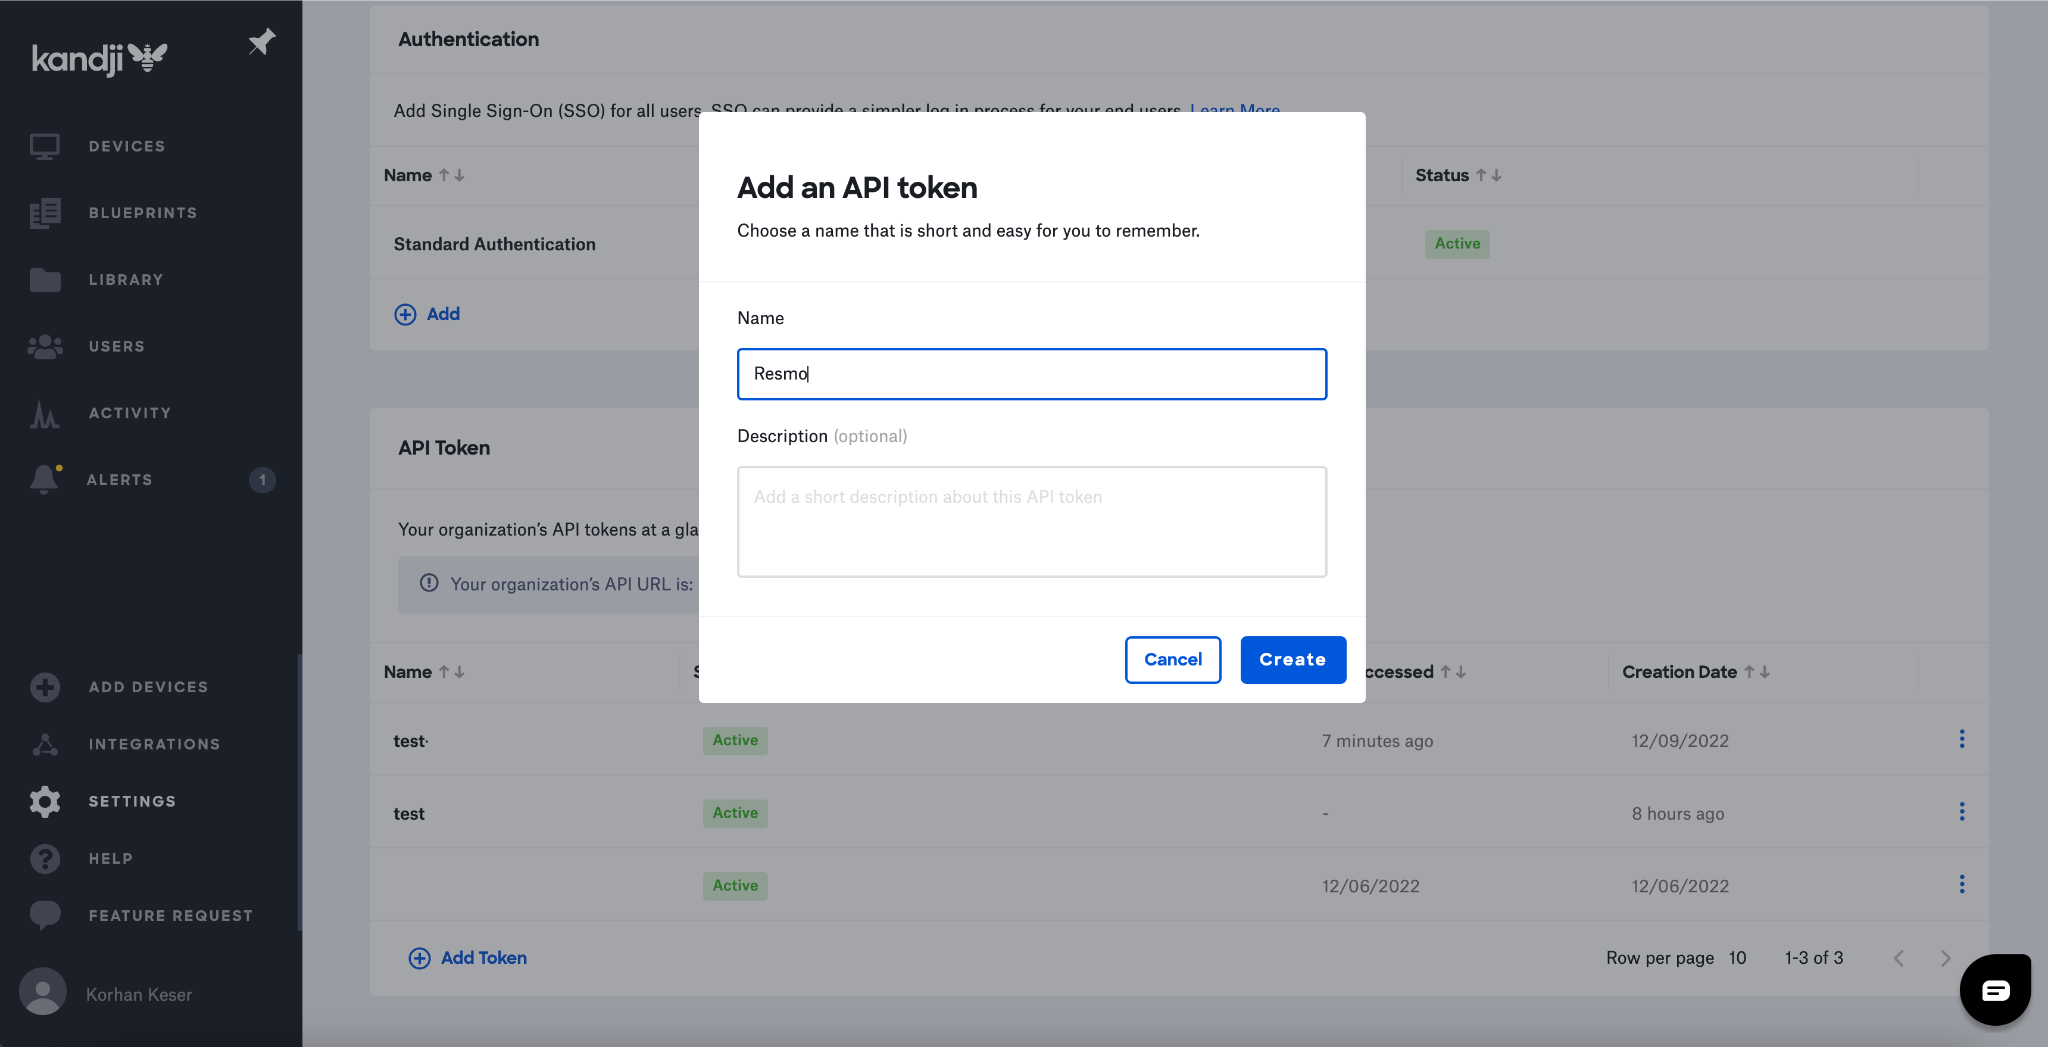 kandji
DEVICES
BLUEPRINTS
LIBRARY
USERS
ACTIVITY
ALERTS 1
ADD DEVICES
INTEGRATIONS
SETTINGS
HELP
FEATURE REQUEST
Korhan Keser
Authentication
Add Single Sign-On (SSO) for all users. SSO can provide a simpler log in process for your end users. Learn More
Name Status
Standard Authentication Active
Add
API Token
Your organization's API tokens at a gla
Your organization's API URL is:
Name S ccessed Creation Date
test· Active 7 minutes ago 12/09/2022
test Active - 8 hours ago
Active 12/06/2022 12/06/2022
Add Token Row per page 10 1-3 of 3
Add an API token
Choose a name that is short and easy for you to remember.
Name
Resmo
Description (optional)
Add a short description about this API token
Cancel Create